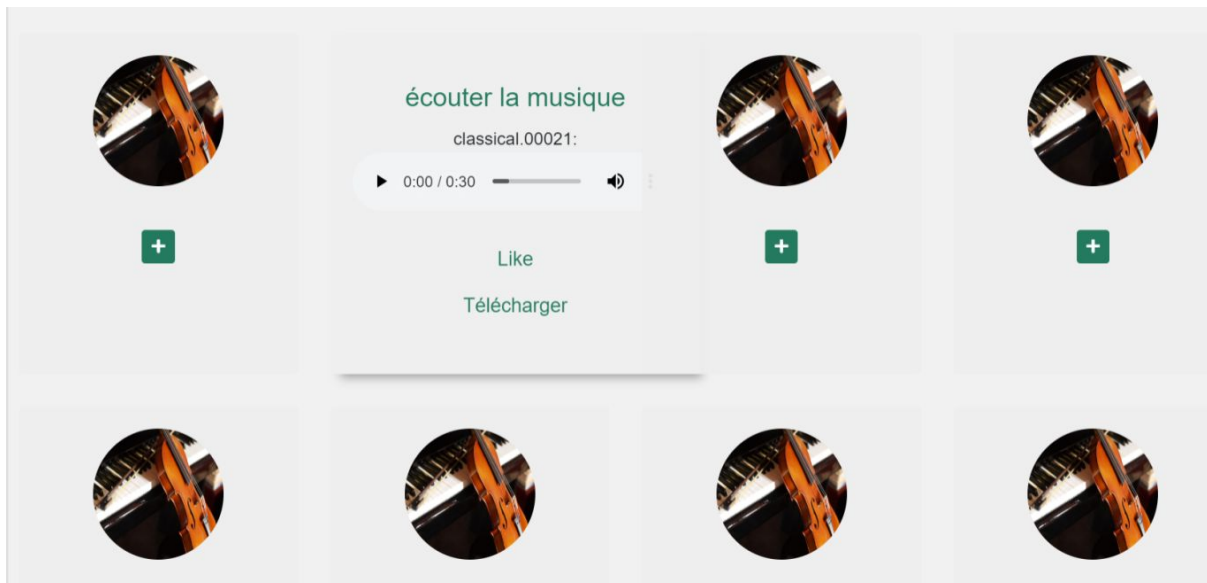 écouter la musique
classical.00021:
0:00 / 0:30
Like
Télécharger